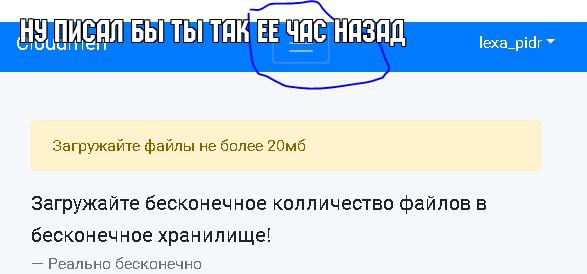 НУ ПИСАЛ БЫ ТЫ ТАК ЕЕ ЧАС НАЗАД
Cloudmen
lexa_pidr
Загружайте файлы не более 20мб
Загружайте бесконечное колличество файлов в
бесконечное хранилище!
— Реально бесконечно